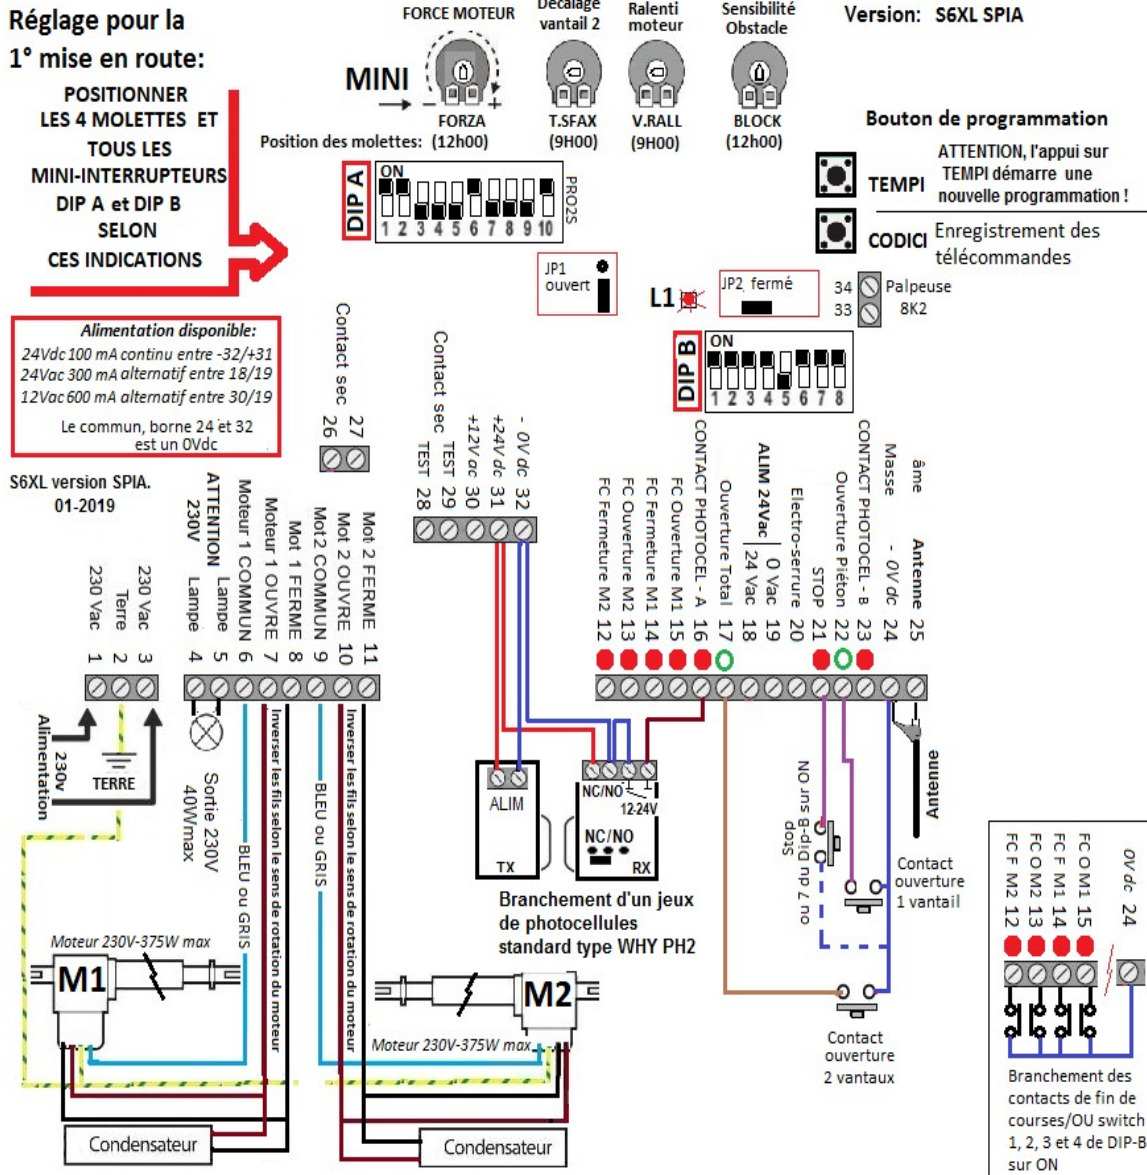 Réglage pour la
1° mise en route:
POSITIONNER
LES 4 MOLETTES ET
TOUS LES
MINI-INTERRUPTEURS
DIP A et DIP B
SELON
CES INDICATIONS
FORCE MOTEUR
Décalage
vantail 2
Ralenti
moteur
Sensibilité
Obstacle
Version: S6XL SPIA
MINI
- +
FORZA
T.SFAX
V.RALL
BLOCK
Position des molettes: (12h00)
(9H00)
(9H00)
(12h00)
Bouton de programmation
TEMPI
ATTENTION, l'appui sur
TEMPI démarre une
nouvelle programmation !
CODICI
Enregistrement des
télécommandes
DIP A
ON
1 2 3 4 5 6 7 8 9 10
PRO2S
JP1
ouvert
L1
JP2 fermé
34
33
Palpeuse
8K2
DIP B
ON
1 2 3 4 5 6 7 8
Alimentation disponible:
24Vdc 100 mA continu entre -32/+31
24Vac 300 mA alternatif entre 18/19
12Vac 600 mA alternatif entre 30/19
Le commun, borne 24 et 32
est un 0Vdc
S6XL version SPIA.
01-2019
Contact sec
26
27
Contact sec
TEST 28
TEST 29
+12V ac 30
+24V dc 31
- 0V dc 32
230 Vac 1
Terre 2
230 Vac 3
ATTENTION
230V
Lampe 4
Lampe 5
Moteur 1 COMMUN 6
Moteur 1 OUVRE 7
Mot 1 FERME 8
Mot2 COMMUN 9
Mot 2 OUVRE 10
Mot 2 FERME 11
FC Fermeture M2 12
FC Ouverture M2 13
FC Fermeture M1 14
FC Ouverture M1 15
CONTACT PHOTOCEL - A 16
Ouverture Total 17
ALIM 24Vac
24 Vac 18
0 Vac 19
Electro-serrure 20
STOP 21
Ouverture Piéton 22
CONTACT PHOTOCEL - B 23
Masse - 0V dc 24
âme Antenne 25
Alimentation
230v
TERRE
Sortie 230V
40Wmax
BLEU ou GRIS
Inverser les fils selon le sens de rotation du moteur
BLEU ou GRIS
Inverser les fils selon le sens de rotation du moteur
ALIM
TX
NC/NO
12-24V
NC/NO
RX
Branchement d'un jeux
de photocellules
standard type WHY PH2
Stop
ou 7 du Dip-B sur ON
Antenne
Contact
ouverture
1 vantail
Contact
ouverture
2 vantaux
Moteur 230V-375W max
M1
M2
Moteur 230V-375W max
Condensateur
Condensateur
FC F M2 12
FC O M2 13
FC F M1 14
FC O M1 15
0V dc 24
Branchement des
contacts de fin de
courses/OU switch
1, 2, 3 et 4 de DIP-B
sur ON